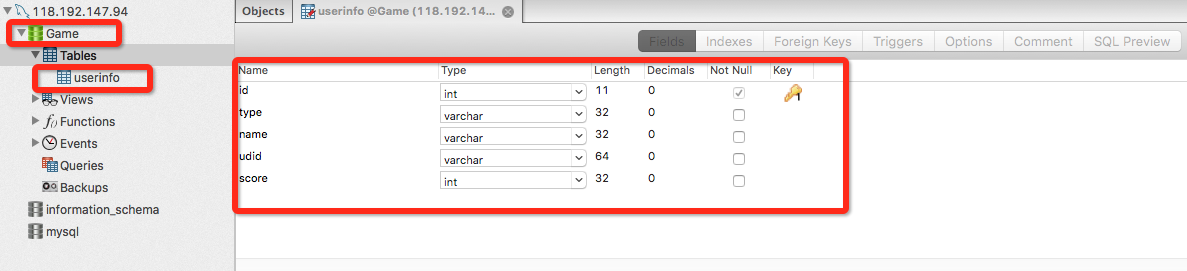 118.192.147.94
Game
Tables
userinfo
Views
Functions
Events
Queries
Backups
information_schema
mysql
Objects
userinfo @Game (118.192.14...
Fields
Indexes
Foreign Keys
Triggers
Options
Comment
SQL Preview
Name Type Length Decimals Not Null Key
id int 11 0
type varchar 32 0
name varchar 32 0
udid varchar 64 0
score int 32 0